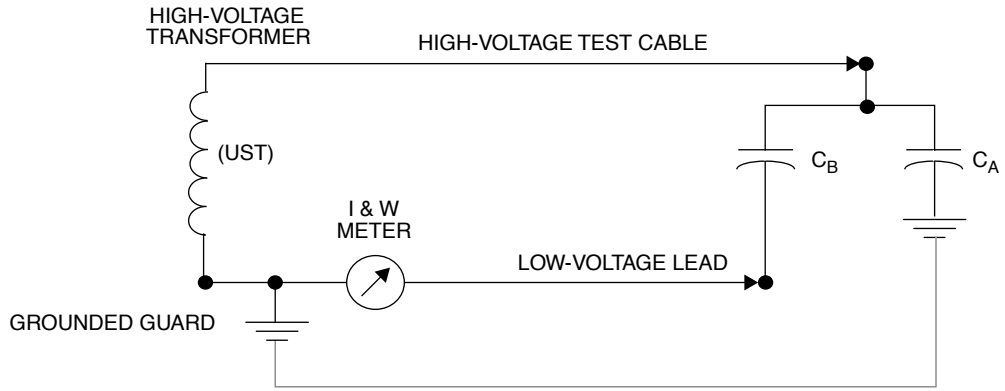 HIGH-VOLTAGE
TRANSFORMER
HIGH-VOLTAGE TEST CABLE
(UST)
C_B
C_A
I & W
METER
LOW-VOLTAGE LEAD
GROUNDED GUARD